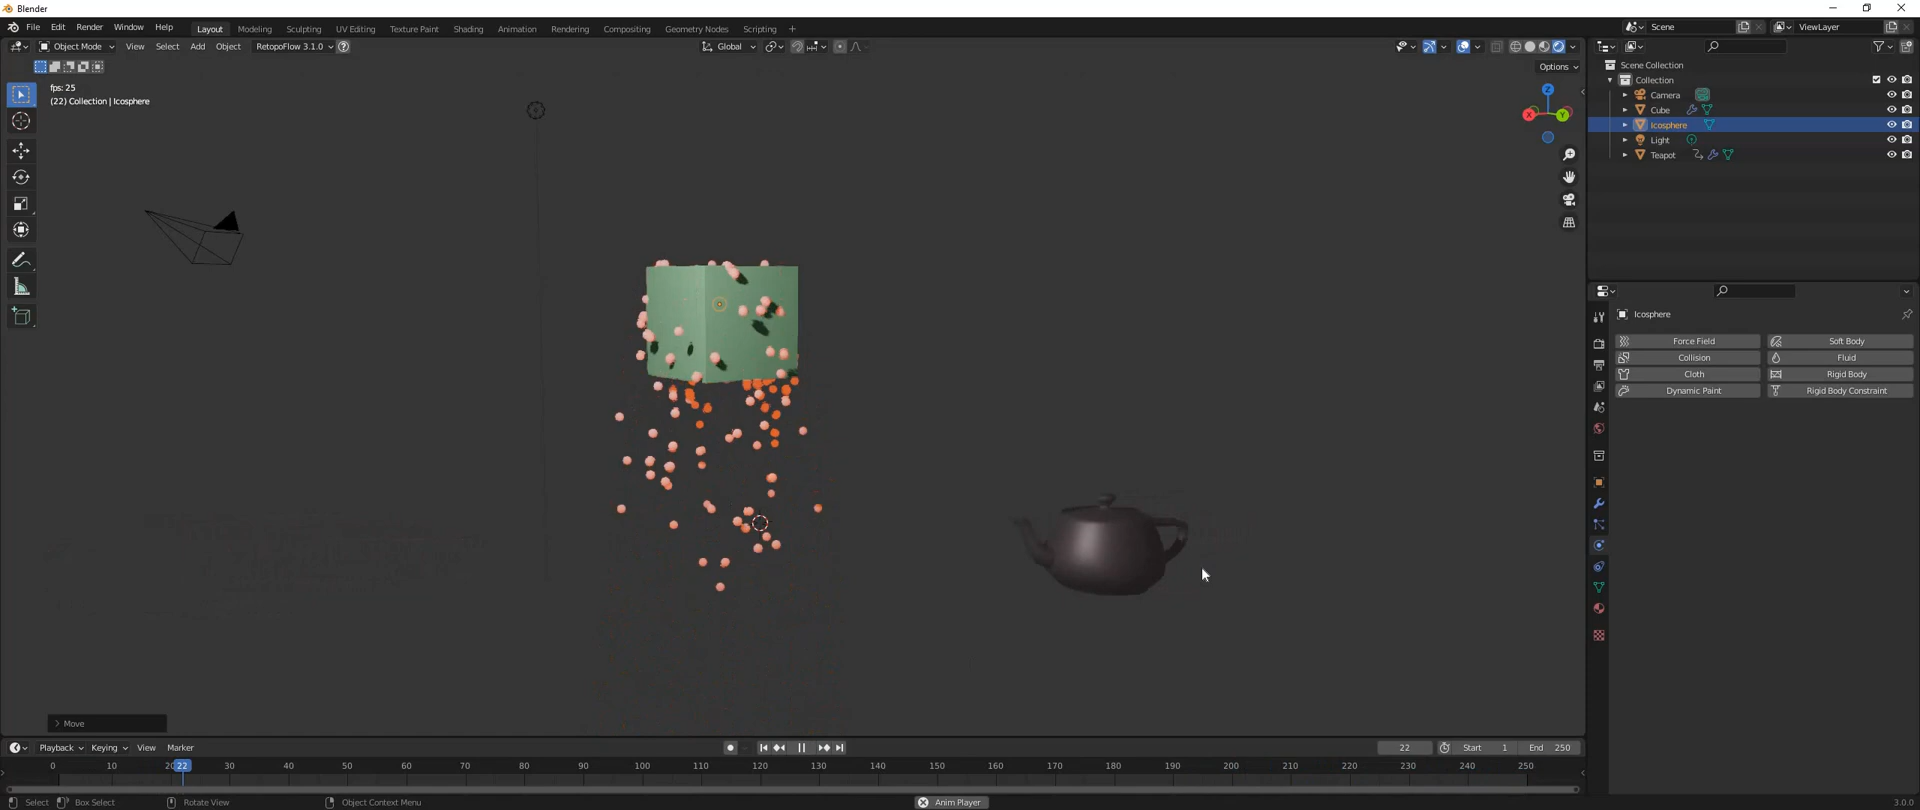 Blender
File Edit Render Window Help Layout Modeling Sculpting UV Editing Texture Paint Shading Animation Rendering Compositing Geometry Nodes Scripting + Scene ViewLayer
Object Mode View Select Add Object RetopoFlow 3.1.0 Global
Options
fps: 25
(22) Collection | Icosphere
Z
X
Y
Scene Collection
Collection
Camera
Cube
Icosphere
Light
Teapot
Icosphere
Force Field Soft Body
Collision Fluid
Cloth Rigid Body
Dynamic Paint Rigid Body Constraint
> Move
Playback Keying View Marker 22 Start 1 End 250
0 10 20 22 30 40 50 60 70 80 90 100 110 120 130 140 150 160 170 180 190 200 210 220 230 240 250
Select Box Select Rotate View Object Context Menu Anim Player 3.0.0